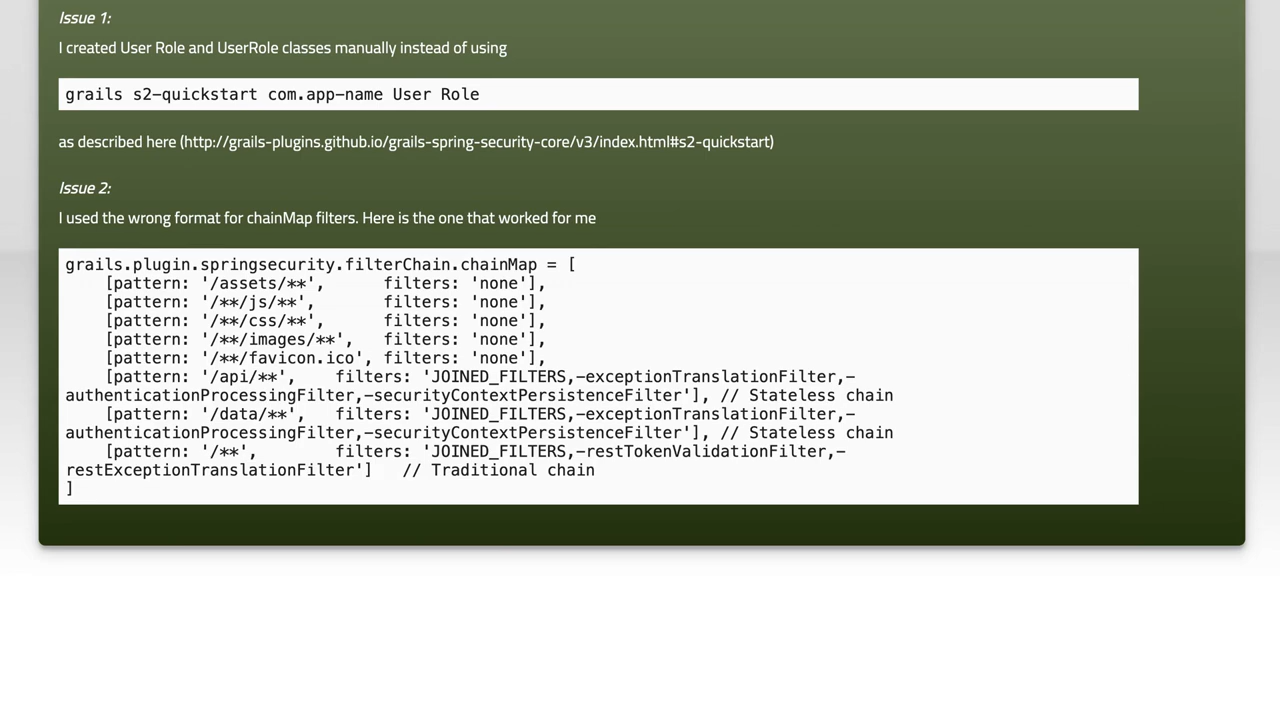 Issue 1:
I created User Role and UserRole classes manually instead of using
grails s2-quickstart com.app-name User Role
as described here (http://grails-plugins.github.io/grails-spring-security-core/v3/index.html#s2-quickstart)
Issue 2:
I used the wrong format for chainMap filters. Here is the one that worked for me
grails.plugin.springsecurity.filterChain.chainMap = [
    [pattern: '/assets/**',      filters: 'none'],
    [pattern: '/**/js/**',       filters: 'none'],
    [pattern: '/**/css/**',      filters: 'none'],
    [pattern: '/**/images/**',   filters: 'none'],
    [pattern: '/**/favicon.ico', filters: 'none'],
    [pattern: '/api/**',    filters: 'JOINED_FILTERS,-exceptionTranslationFilter,-
authenticationProcessingFilter,-securityContextPersistenceFilter'], // Stateless chain
    [pattern: '/data/**',   filters: 'JOINED_FILTERS,-exceptionTranslationFilter,-
authenticationProcessingFilter,-securityContextPersistenceFilter'], // Stateless chain
    [pattern: '/**',        filters: 'JOINED_FILTERS,-restTokenValidationFilter,-
restExceptionTranslationFilter']   // Traditional chain
]